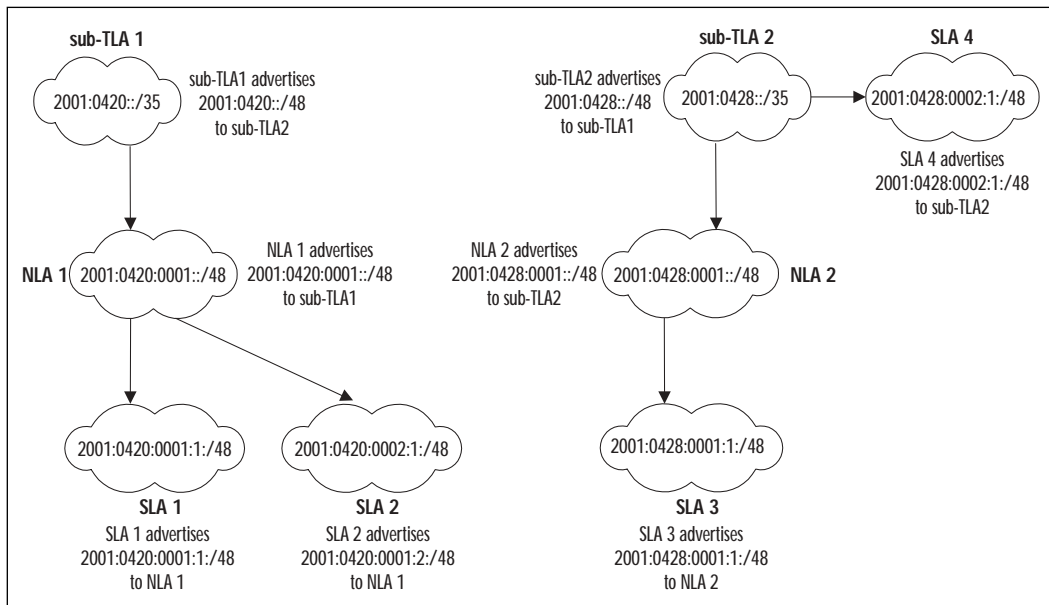 sub-TLA 1
2001:0420::/35
sub-TLA1 advertises
2001:0420::/48
to sub-TLA2
sub-TLA 2
sub-TLA2 advertises
2001:0428::/48
to sub-TLA1
2001:0428::/35
SLA 4
2001:0428:0002:1:/48
SLA 4 advertises
2001:0428:0002:1:/48
to sub-TLA2
NLA 1
2001:0420:0001::/48
NLA 1 advertises
2001:0420:0001::/48
to sub-TLA1
NLA 2 advertises
2001:0428:0001::/48
to sub-TLA2
2001:0428:0001::/48
NLA 2
2001:0420:0001:1:/48
SLA 1
SLA 1 advertises
2001:0420:0001:1:/48
to NLA 1
2001:0420:0002:1:/48
SLA 2
SLA 2 advertises
2001:0420:0001:2:/48
to NLA 1
2001:0428:0001:1:/48
SLA 3
SLA 3 advertises
2001:0428:0001:1:/48
to NLA 2